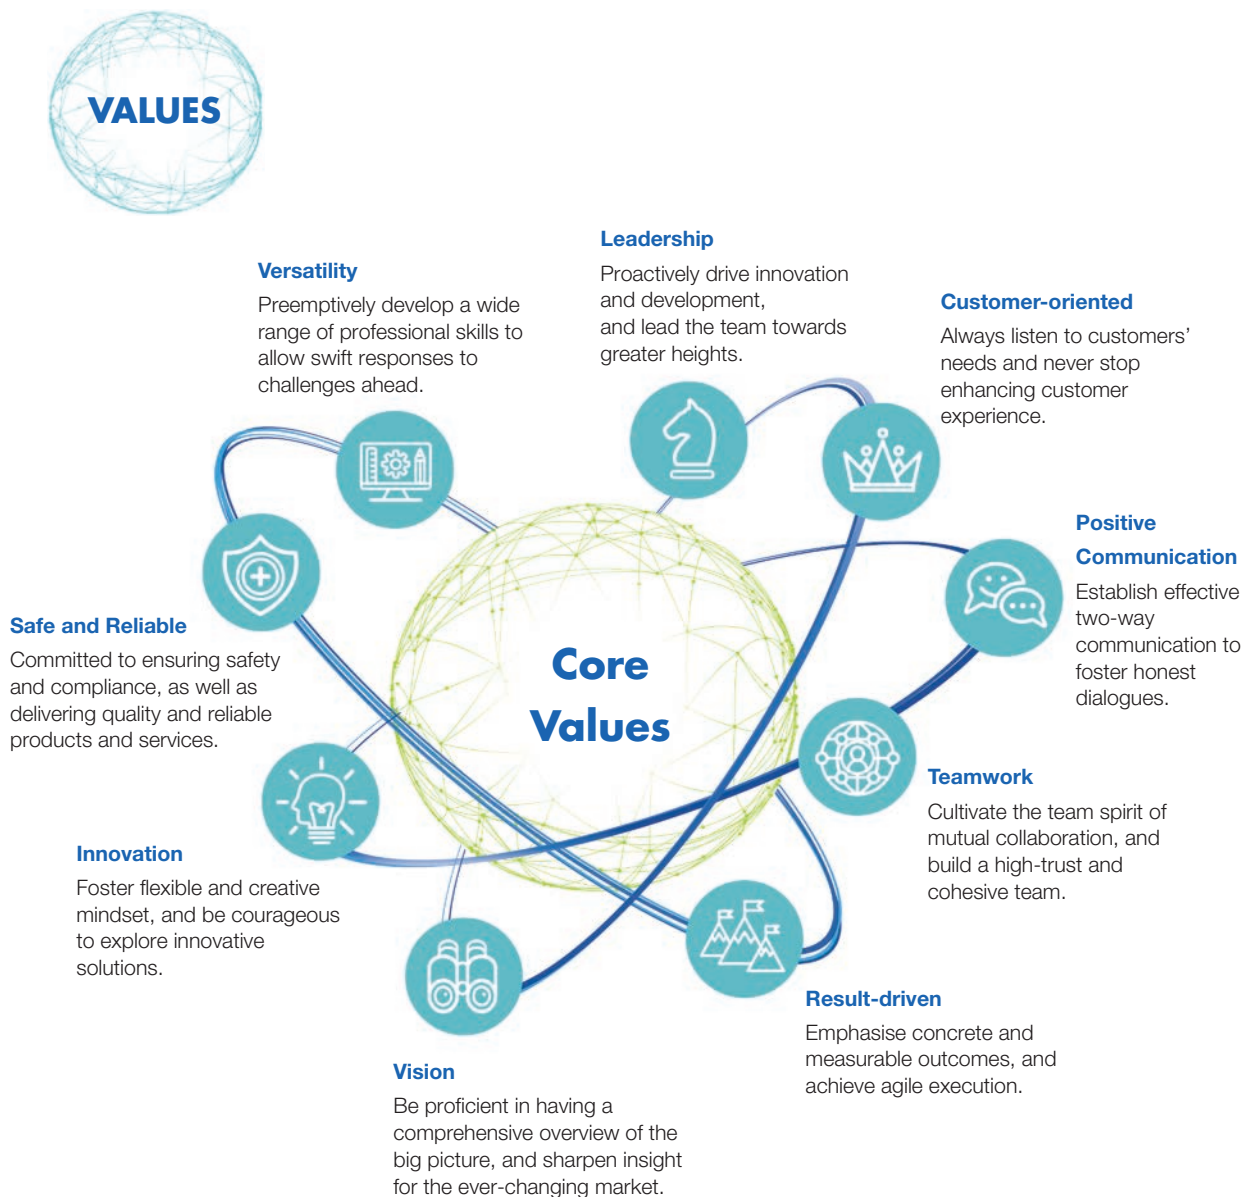 VALUES
Versatility
Preemptively develop a wide
range of professional skills to
allow swift responses to
challenges ahead.
Leadership
Proactively drive innovation
and development,
and lead the team towards
greater heights.
Customer-oriented
Always listen to customers’
needs and never stop
enhancing customer
experience.
Positive
Communication
Establish effective
two-way
communication to
foster honest
dialogues.
Safe and Reliable
Committed to ensuring safety
and compliance, as well as
delivering quality and reliable
products and services.
Core
Values
Teamwork
Cultivate the team spirit of
mutual collaboration, and
build a high-trust and
cohesive team.
Innovation
Foster flexible and creative
mindset, and be courageous
to explore innovative
solutions.
Result-driven
Emphasise concrete and
measurable outcomes, and
achieve agile execution.
Vision
Be proficient in having a
comprehensive overview of the
big picture, and sharpen insight
for the ever-changing market.